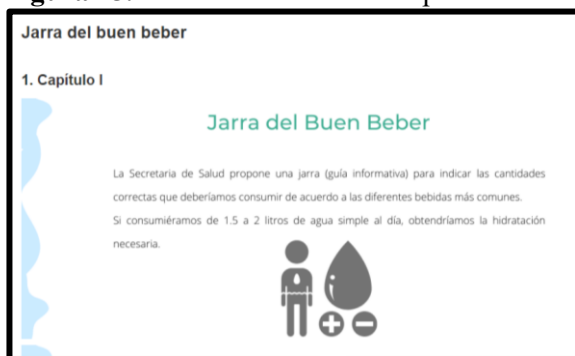 Jarra del buen beber
1. Capítulo I
Jarra del Buen Beber
La Secretaria de Salud propone una jarra (guía informativa) para indicar las cantidades
correctas que deberíamos consumir de acuerdo a las diferentes bebidas más comunes.
Si consumiéramos de 1.5 a 2 litros de agua simple al día, obtendríamos la hidratación
necesaria.